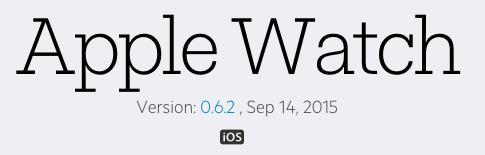 Apple Watch
Version: 0.6.2 , Sep 14, 2015
iOS